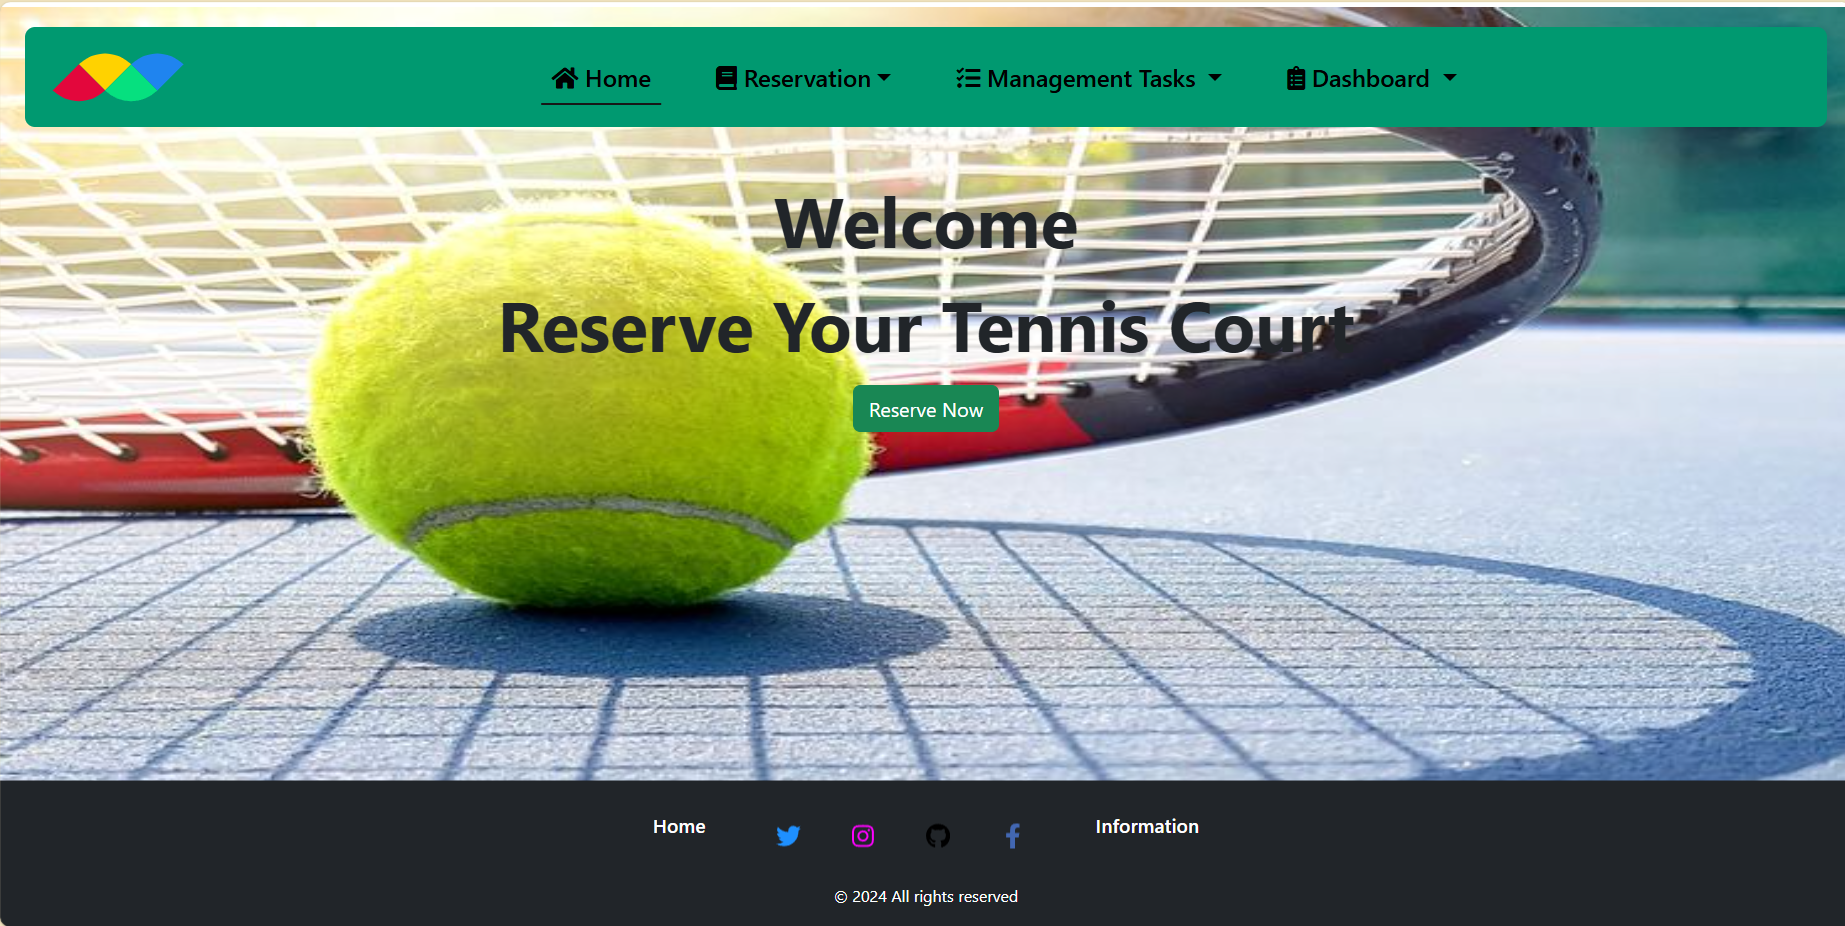 Home Reservation Management Tasks Dashboard
Welcome
Reserve Your Tennis Court
Reserve Now
Home Information
© 2024 All rights reserved